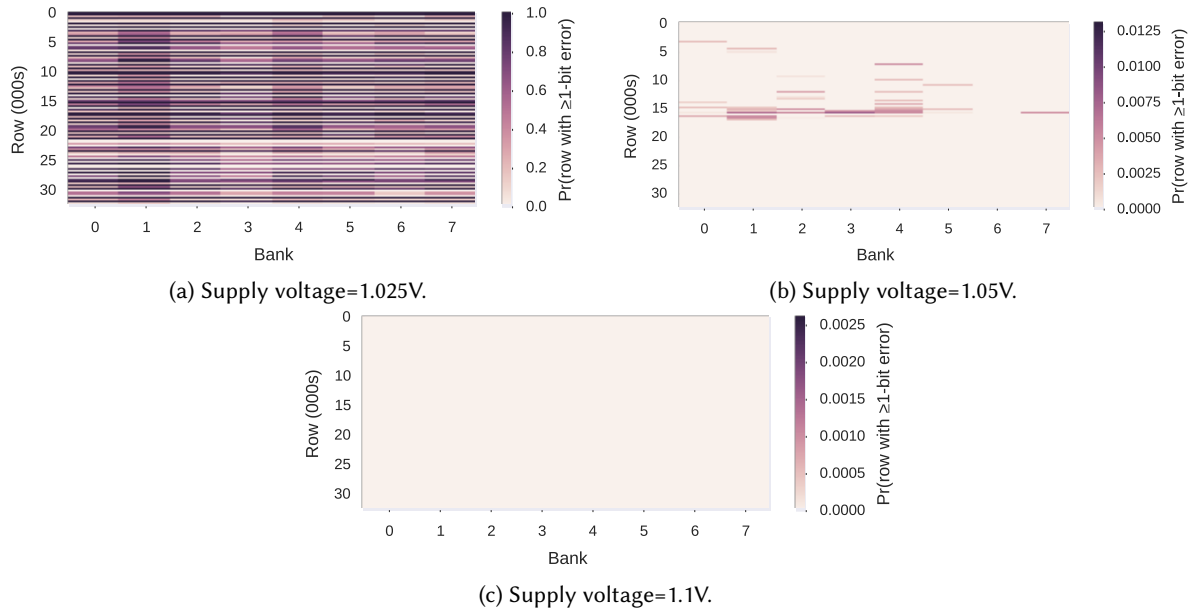 0
5
10
15
20
25
30
Row (000s)
0 1 2 3 4 5 6 7
Bank
1.0
0.8
0.6
0.4
0.2
0.0
Pr(row with ≥1-bit error)
(a) Supply voltage=1.025V.
0
5
10
15
20
25
30
Row (000s)
0 1 2 3 4 5 6 7
Bank
0.0125
0.0100
0.0075
0.0050
0.0025
0.0000
Pr(row with ≥1-bit error)
(b) Supply voltage=1.05V.
0
5
10
15
20
25
30
Row (000s)
0 1 2 3 4 5 6 7
Bank
0.0025
0.0020
0.0015
0.0010
0.0005
0.0000
Pr(row with ≥1-bit error)
(c) Supply voltage=1.1V.